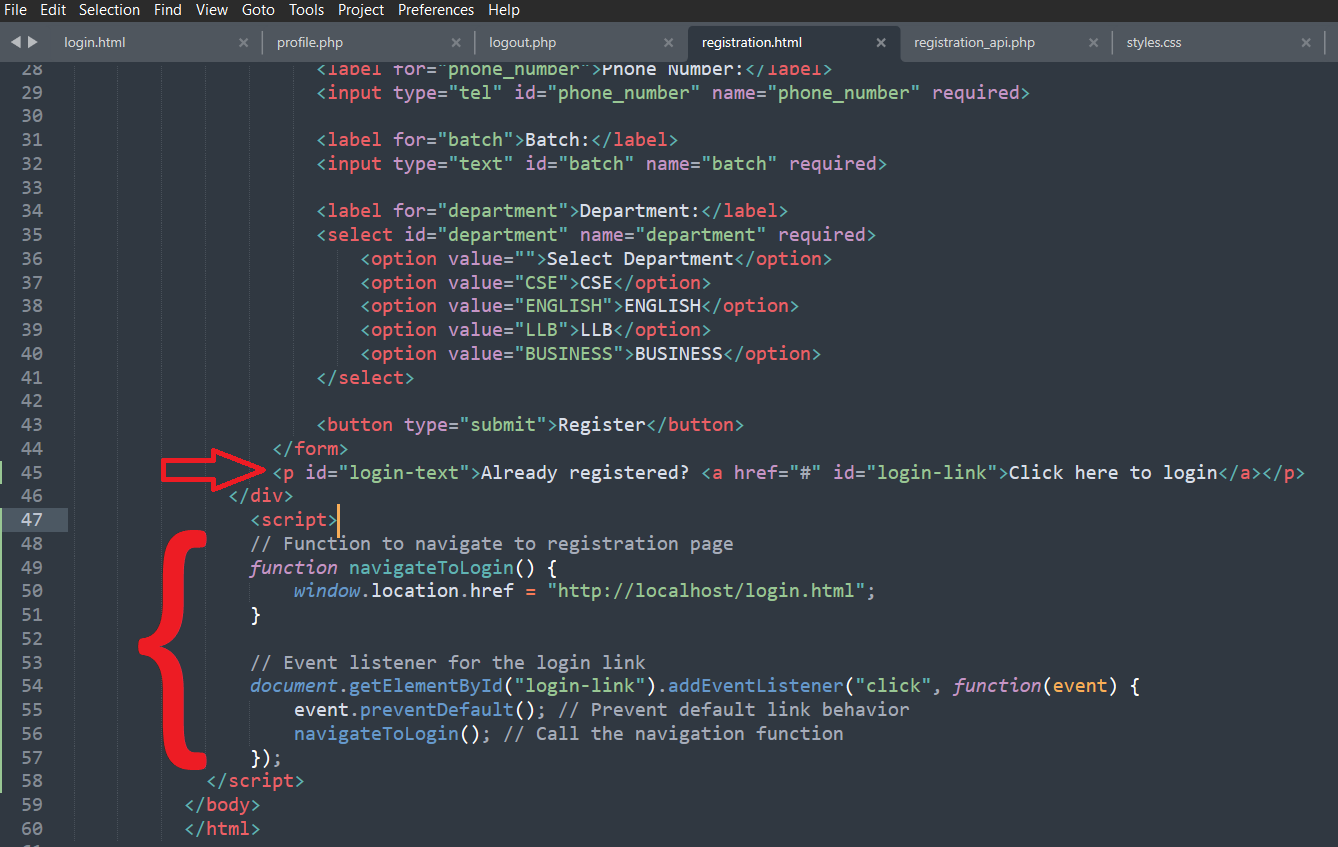 File Edit Selection Find View Goto Tools Project Preferences Help
login.html × profile.php × logout.php × registration.html × registration_api.php × styles.css ×
28 <label for="phone_number">Phone Number:</label>
29 <input type="tel" id="phone_number" name="phone_number" required>
30
31 <label for="batch">Batch:</label>
32 <input type="text" id="batch" name="batch" required>
33
34 <label for="department">Department:</label>
35 <select id="department" name="department" required>
36 <option value="">Select Department</option>
37 <option value="CSE">CSE</option>
38 <option value="ENGLISH">ENGLISH</option>
39 <option value="LLB">LLB</option>
40 <option value="BUSINESS">BUSINESS</option>
41 </select>
42
43 <button type="submit">Register</button>
44 </form>
45 <p id="login-text">Already registered? <a href="#" id="login-link">Click here to login</a></p>
46 </div>
47 <script>
48 // Function to navigate to registration page
49 function navigateToLogin() {
50 window.location.href = "http://localhost/login.html";
51 }
52
53 // Event listener for the login link
54 document.getElementById("login-link").addEventListener("click", function(event) {
55 event.preventDefault(); // Prevent default link behavior
56 navigateToLogin(); // Call the navigation function
57 });
58 </script>
59 </body>
60 </html>